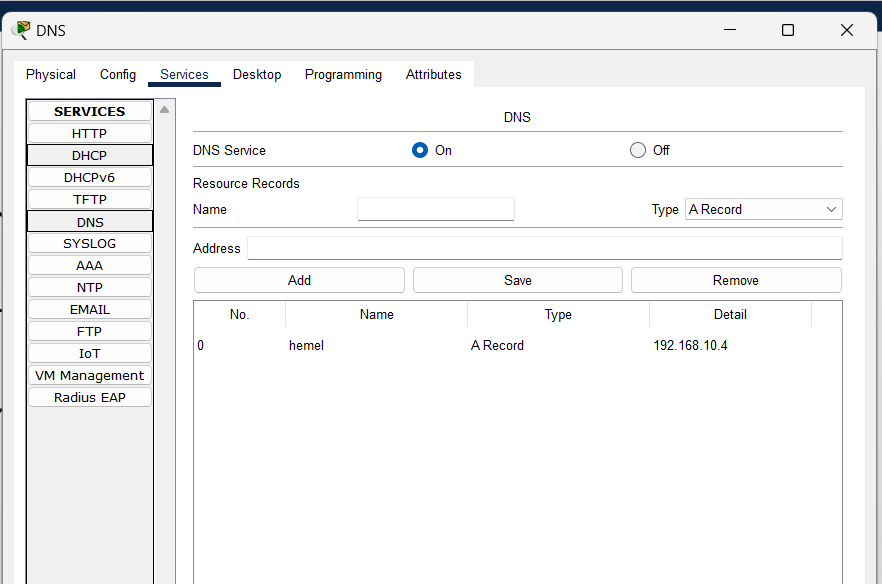 DNS
Physical Config Services Desktop Programming Attributes
SERVICES
HTTP
DHCP
DHCPv6
TFTP
DNS
SYSLOG
AAA
NTP
EMAIL
FTP
IoT
VM Management
Radius EAP
DNS
DNS Service On Off
Resource Records
Name Type A Record
Address
Add Save Remove
No. Name Type Detail
0 hemel A Record 192.168.10.4